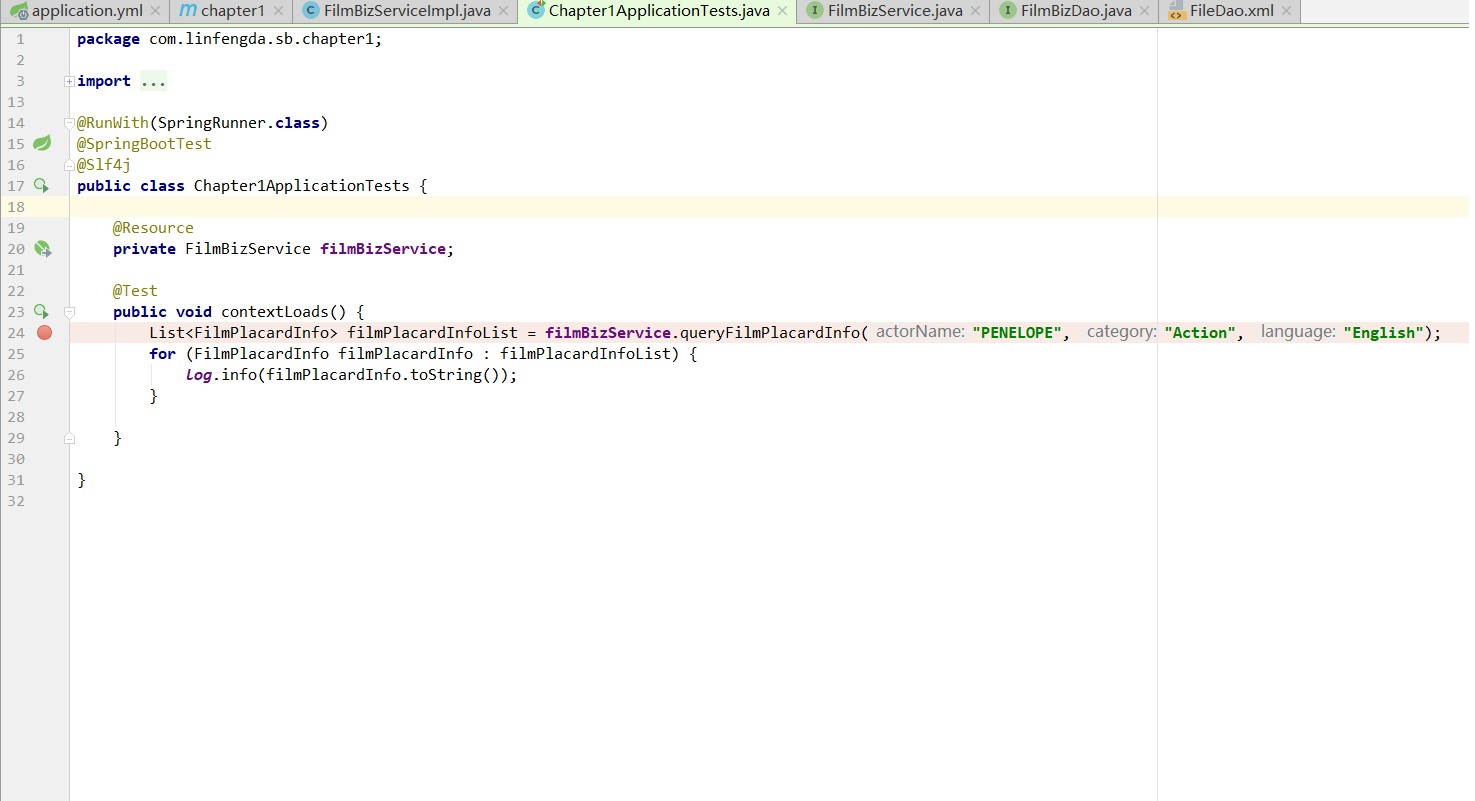 application.yml
chapter1
FilmBizServiceImpl.java
Chapter1ApplicationTests.java
FilmBizService.java
FilmBizDao.java
FileDao.xml
1 package com.linfengda.sb.chapter1;
2
3 import ...
13
14 @RunWith(SpringRunner.class)
15 @SpringBootTest
16 @Slf4j
17 public class Chapter1ApplicationTests {
18
19 @Resource
20 private FilmBizService filmBizService;
21
22 @Test
23 public void contextLoads() {
24 List<FilmPlacardInfo> filmPlacardInfoList = filmBizService.queryFilmPlacardInfo( actorName: "PENELOPE", category: "Action", language: "English");
25 for (FilmPlacardInfo filmPlacardInfo : filmPlacardInfoList) {
26 log.info(filmPlacardInfo.toString());
27 }
28
29 }
30
31 }
32